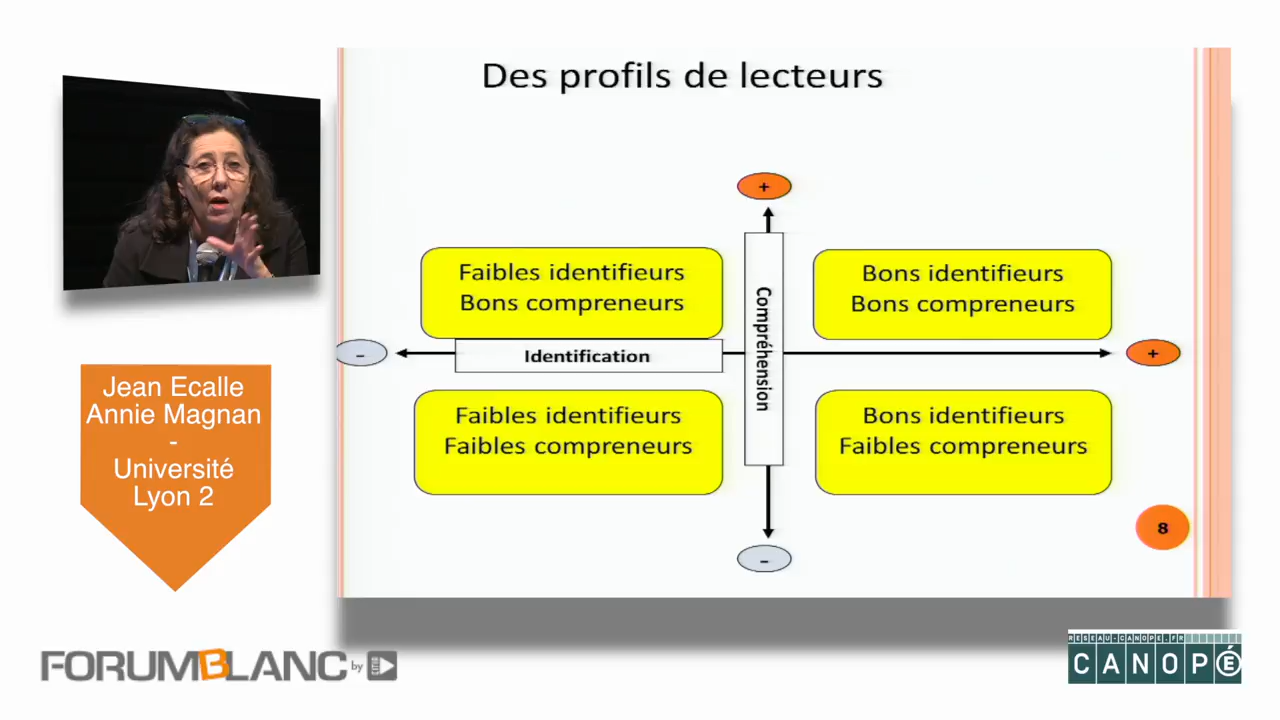 Des profils de lecteurs
+
Faibles identifieurs
Bons compreneurs
Bons identifieurs
Bons compreneurs
–
Identification
Compréhension
+
Faibles identifieurs
Faibles compreneurs
Bons identifieurs
Faibles compreneurs
8
–
Jean Ecalle
Annie Magnan
-
Université
Lyon 2
FORUMBLANC by
RESEAU-CANOPE.FR
CANOPÉ